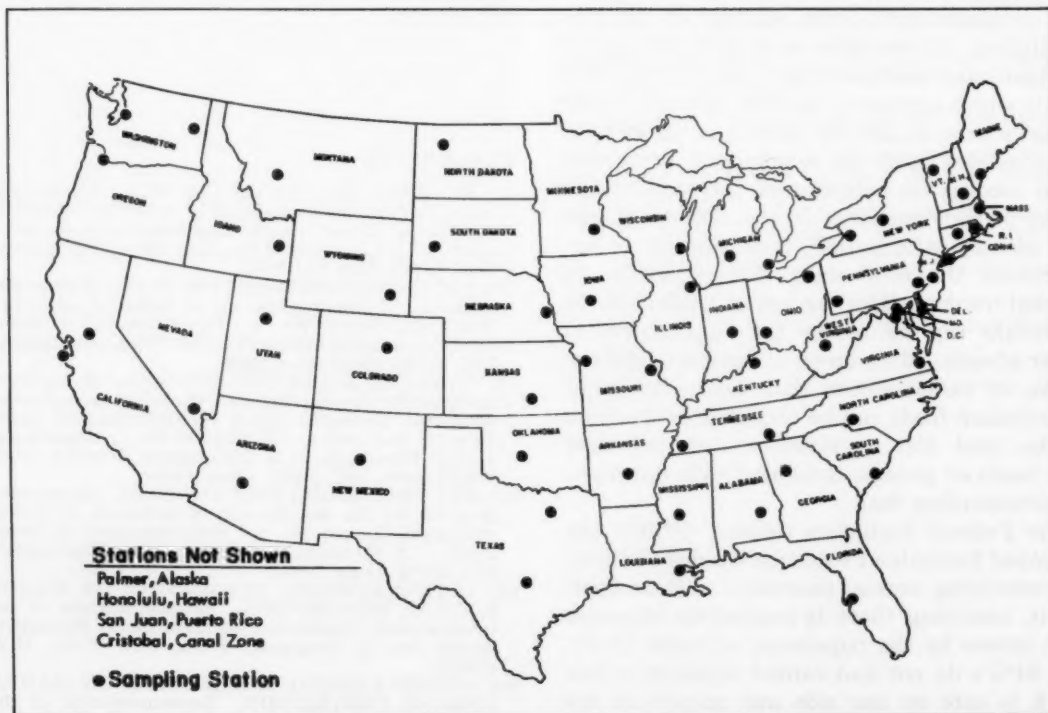 WASHINGTON
OREGON
IDAHO
MONTANA
WYOMING
NEVADA
UTAH
CALIFORNIA
ARIZONA
COLORADO
NEW MEXICO
NORTH DAKOTA
SOUTH DAKOTA
NEBRASKA
KANSAS
OKLAHOMA
TEXAS
MINNESOTA
IOWA
MISSOURI
ARKANSAS
LOUISIANA
WISCONSIN
ILLINOIS
MICHIGAN
INDIANA
OHIO
KENTUCKY
TENNESSEE
MISSISSIPPI
ALABAMA
GEORGIA
FLORIDA
SOUTH
CAROLINA
NORTH CAROLINA
VIRGINIA
WEST
VIRGINIA
PENNSYLVANIA
NEW YORK
VT.
N.H.
MAINE
MASS.
R.I.
N.J.
DEL.
MD.
D.C.
Stations Not Shown
Palmer, Alaska
Honolulu, Hawaii
San Juan, Puerto Rico
Cristobal, Canal Zone
Sampling Station